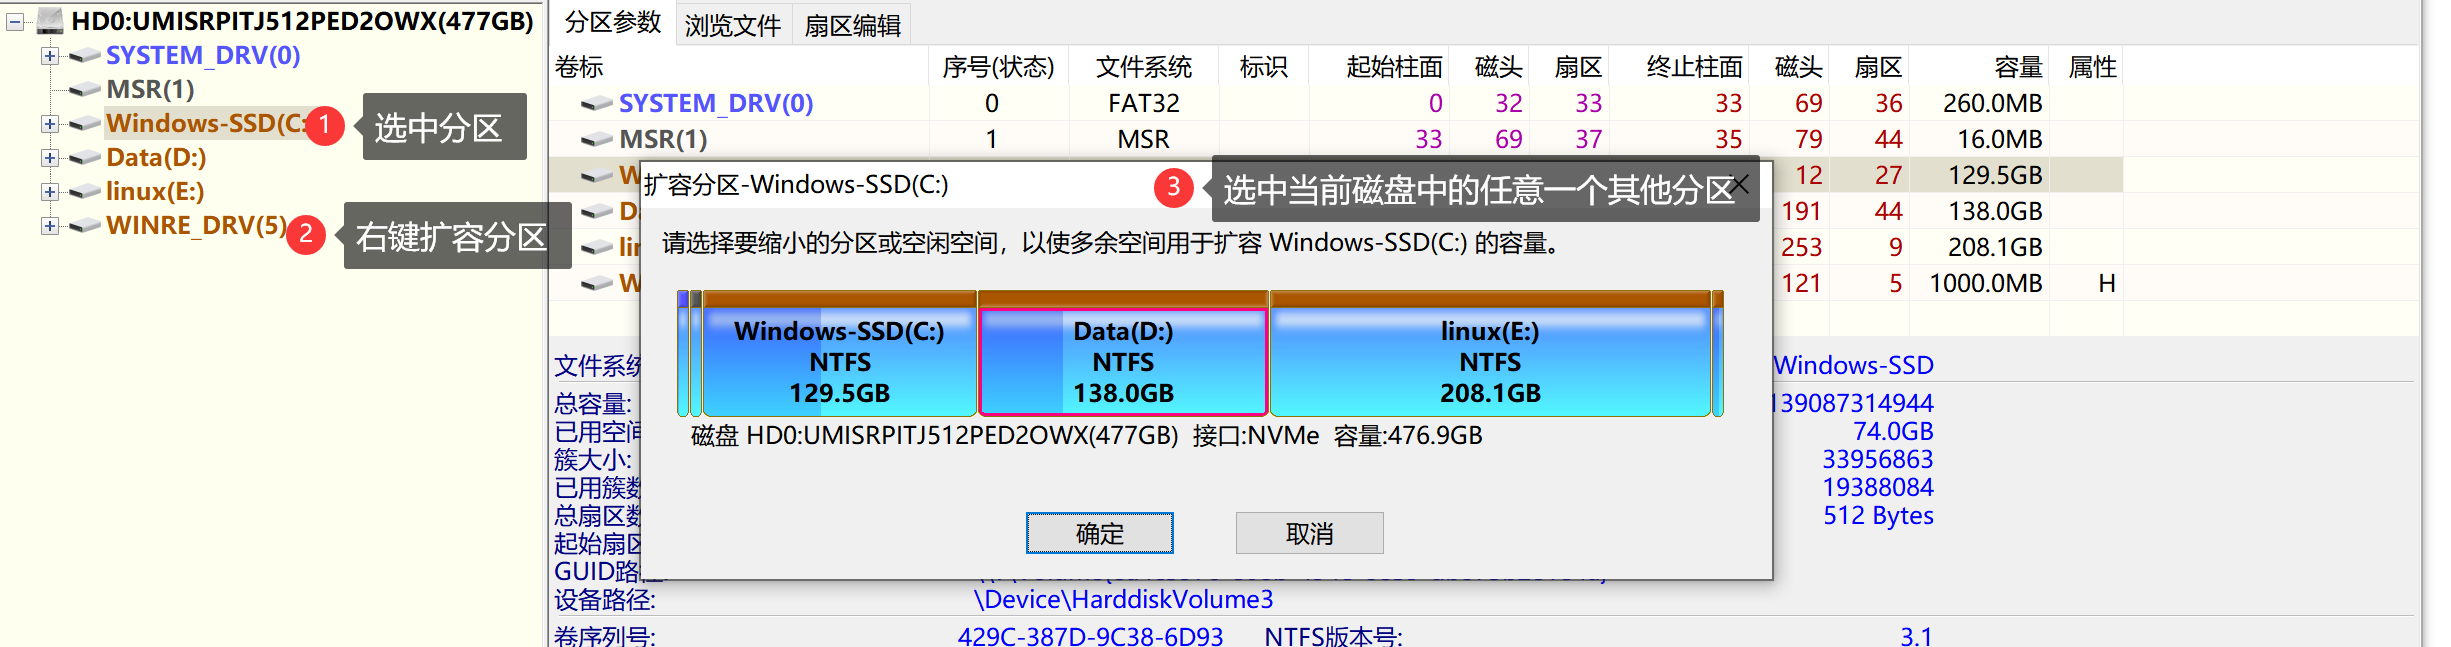 HD0:UMISRPITJ512PED2OWX(477GB)
SYSTEM_DRV(0)
MSR(1)
Windows-SSD(C:
1 选中分区
Data(D:)
linux(E:)
WINRE_DRV(5)
2 右键扩容分区
分区参数 浏览文件 扇区编辑
卷标 序号(状态) 文件系统 标识 起始柱面 磁头 扇区 终止柱面 磁头 扇区 容量 属性
SYSTEM_DRV(0) 0 FAT32 0 32 33 33 69 36 260.0MB
MSR(1) 1 MSR 33 69 37 35 79 44 16.0MB
W 12 27 129.5GB
Da 191 44 138.0GB
lin 253 9 208.1GB
W 121 5 1000.0MB H
扩容分区-Windows-SSD(C:)
3 选中当前磁盘中的任意一个其他分区
请选择要缩小的分区或空闲空间，以使多余空间用于扩容 Windows-SSD(C:) 的容量。
Windows-SSD(C:)
NTFS
129.5GB
Data(D:)
NTFS
138.0GB
linux(E:)
NTFS
208.1GB
磁盘 HD0:UMISRPITJ512PED2OWX(477GB) 接口:NVMe 容量:476.9GB
确定 取消
文件系统 Windows-SSD
总容量: 139087314944
已用空间 74.0GB
簇大小: 33956863
已用簇数 19388084
总扇区数 512 Bytes
起始扇区
GUID路径:
设备路径: \Device\HarddiskVolume3
卷序列号: 429C-387D-9C38-6D93 NTFS版本号: 3.1